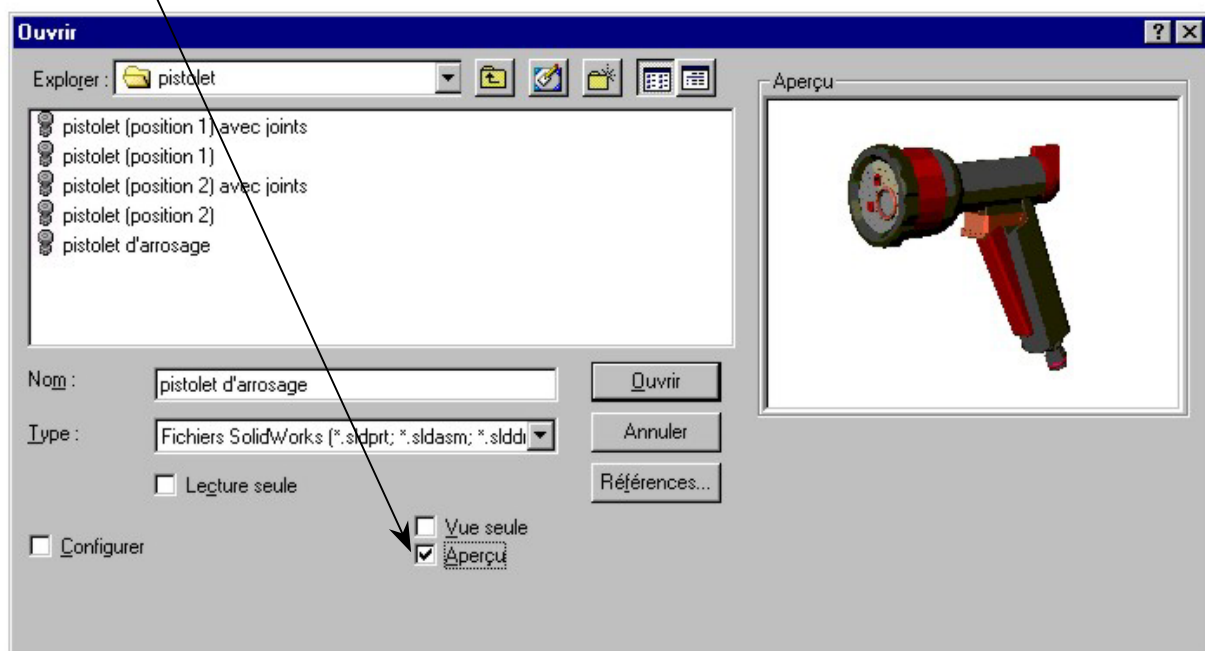 Ouvrir
Explorer : pistolet
Aperçu
pistolet (position 1) avec joints
pistolet (position 1)
pistolet (position 2) avec joints
pistolet (position 2)
pistolet d'arrosage
Nom : pistolet d'arrosage Ouvrir
Type : Fichiers SolidWorks (*.sldprt; *.sldasm; *.slddr Annuler
Lecture seule Références...
Vue seule
Configurer Aperçu